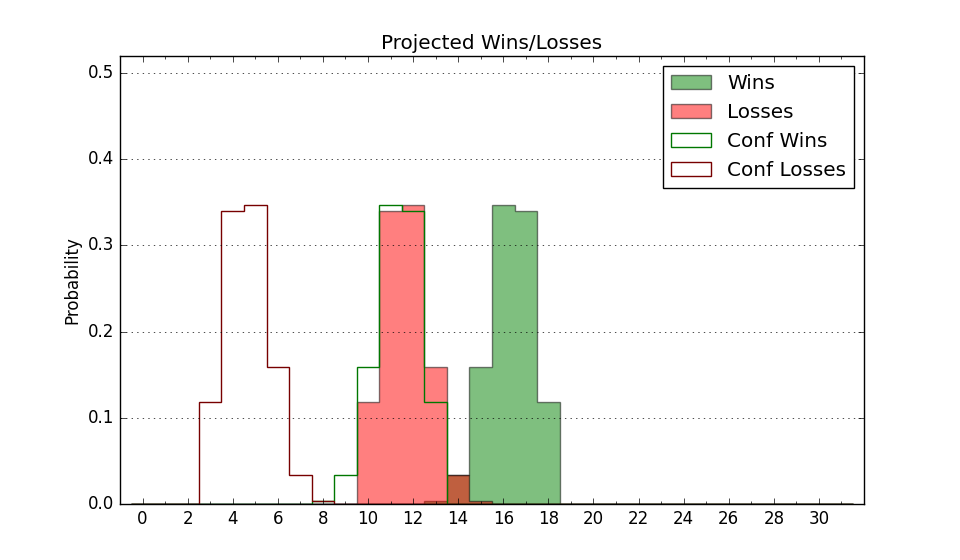 Projected Wins/Losses
Wins
Losses
Conf Wins
Conf Losses
Probability
0.5
0.4
0.3
0.2
0.1
0.0
0 2 4 6 8 10 12 14 16 18 20 22 24 26 28 30